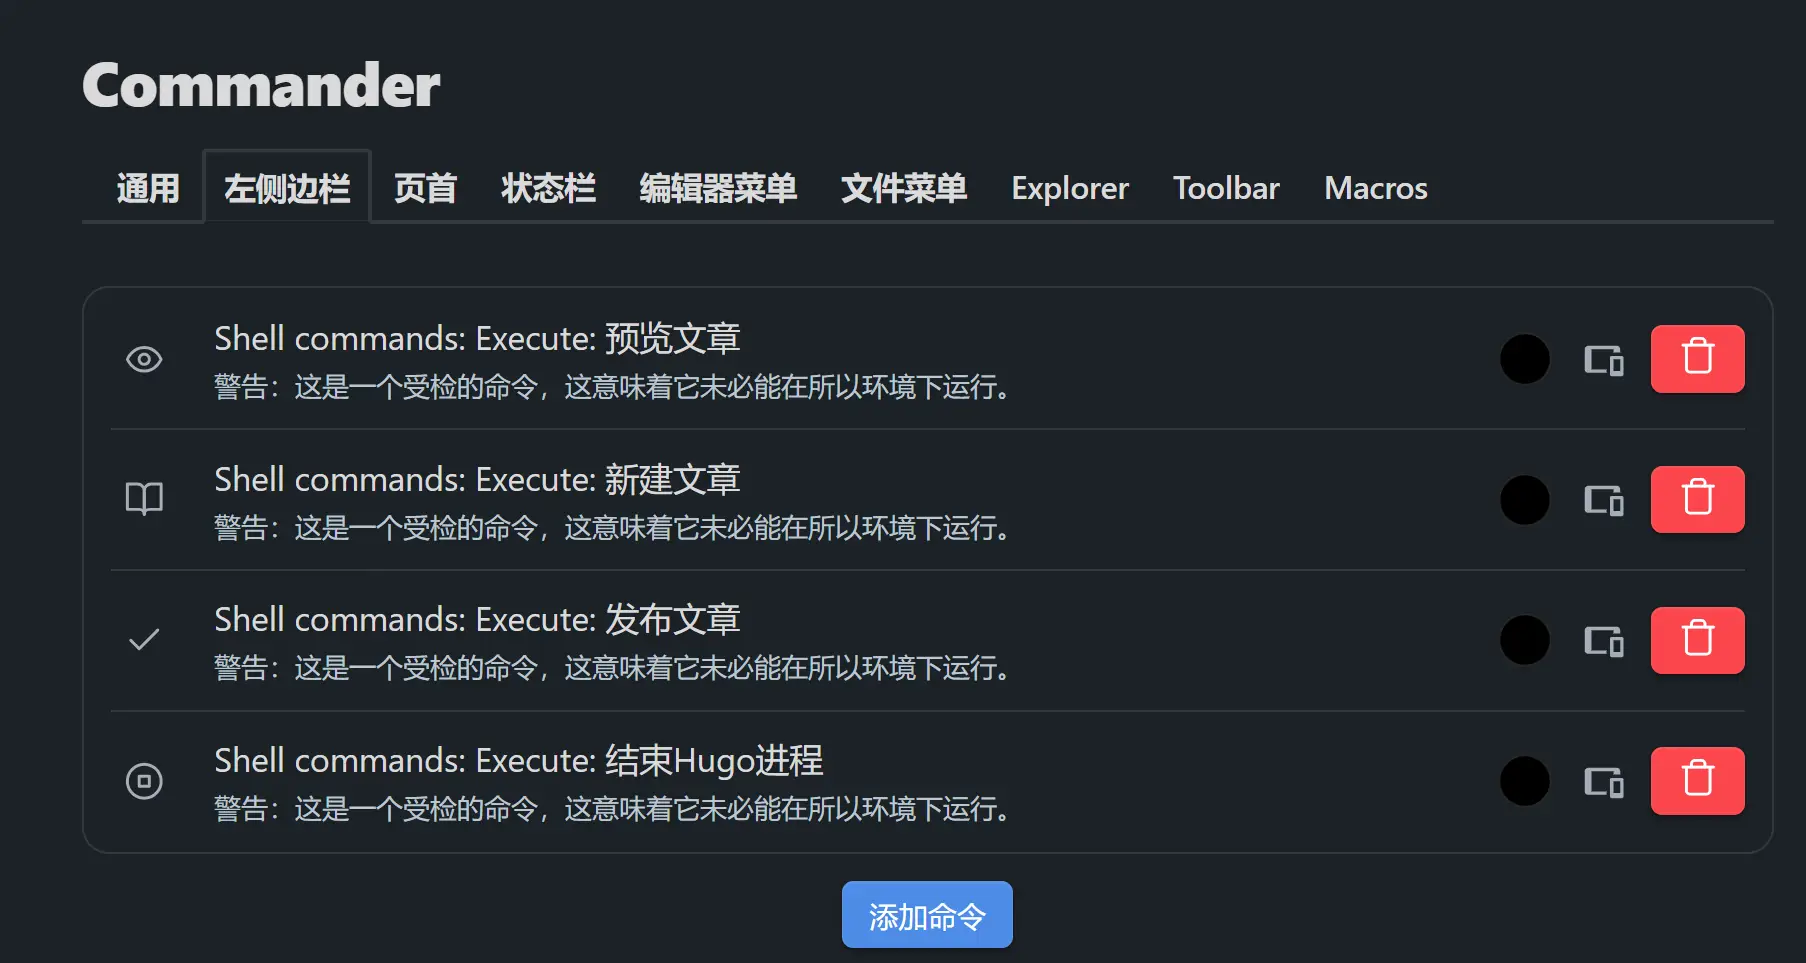 Commander
通用 左侧边栏 页首 状态栏 编辑器菜单 文件菜单 Explorer Toolbar Macros
Shell commands: Execute: 预览文章
警告：这是一个受检的命令，这意味着它未必能在所以环境下运行。
Shell commands: Execute: 新建文章
警告：这是一个受检的命令，这意味着它未必能在所以环境下运行。
Shell commands: Execute: 发布文章
警告：这是一个受检的命令，这意味着它未必能在所以环境下运行。
Shell commands: Execute: 结束Hugo进程
警告：这是一个受检的命令，这意味着它未必能在所以环境下运行。
添加命令